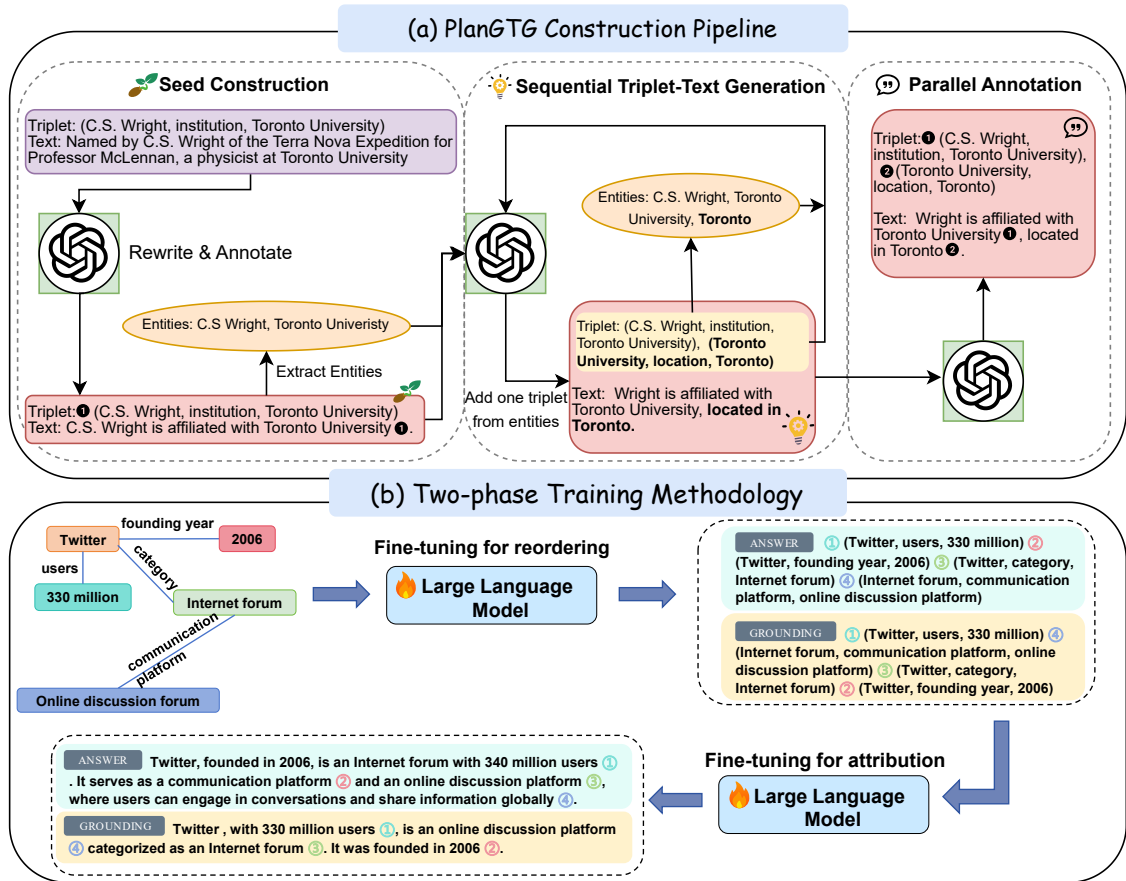 (a) PlanGTG Construction Pipeline
Seed Construction
Triplet: (C.S. Wright, institution, Toronto University)
Text: Named by C.S. Wright of the Terra Nova Expedition for
Professor McLennan, a physicist at Toronto University
Rewrite & Annotate
Entities: C.S Wright, Toronto Univeristy
Extract Entities
Triplet:❶ (C.S. Wright, institution, Toronto University)
Text: C.S. Wright is affiliated with Toronto University ❶.
Sequential Triplet-Text Generation
Entities: C.S. Wright, Toronto
University, Toronto
Triplet: (C.S. Wright, institution,
Toronto University), (Toronto
University, location, Toronto)
Text: Wright is affiliated with
Toronto University, located in
Toronto.
Add one triplet
from entities
Parallel Annotation
Triplet:❶ (C.S. Wright,
institution, Toronto University),
❷ (Toronto University,
location, Toronto)
Text: Wright is affiliated with
Toronto University❶, located
in Toronto❷.
(b) Two-phase Training Methodology
founding year
Twitter
2006
users
category
330 million
Internet forum
communication
platform
Online discussion forum
Fine-tuning for reordering
Large Language
Model
ANSWER ① (Twitter, users, 330 million) ②
(Twitter, founding year, 2006) ③ (Twitter, category,
Internet forum) ④ (Internet forum, communication
platform, online discussion platform)
GROUNDING ① (Twitter, users, 330 million) ④
(Internet forum, communication platform, online
discussion platform) ③ (Twitter, category,
Internet forum) ② (Twitter, founding year, 2006)
Fine-tuning for attribution
Large Language
Model
ANSWER Twitter, founded in 2006, is an Internet forum with 340 million users ①
. It serves as a communication platform ② and an online discussion platform ③,
where users can engage in conversations and share information globally ④.
GROUNDING Twitter , with 330 million users ①, is an online discussion platform
④ categorized as an Internet forum ③. It was founded in 2006 ②.